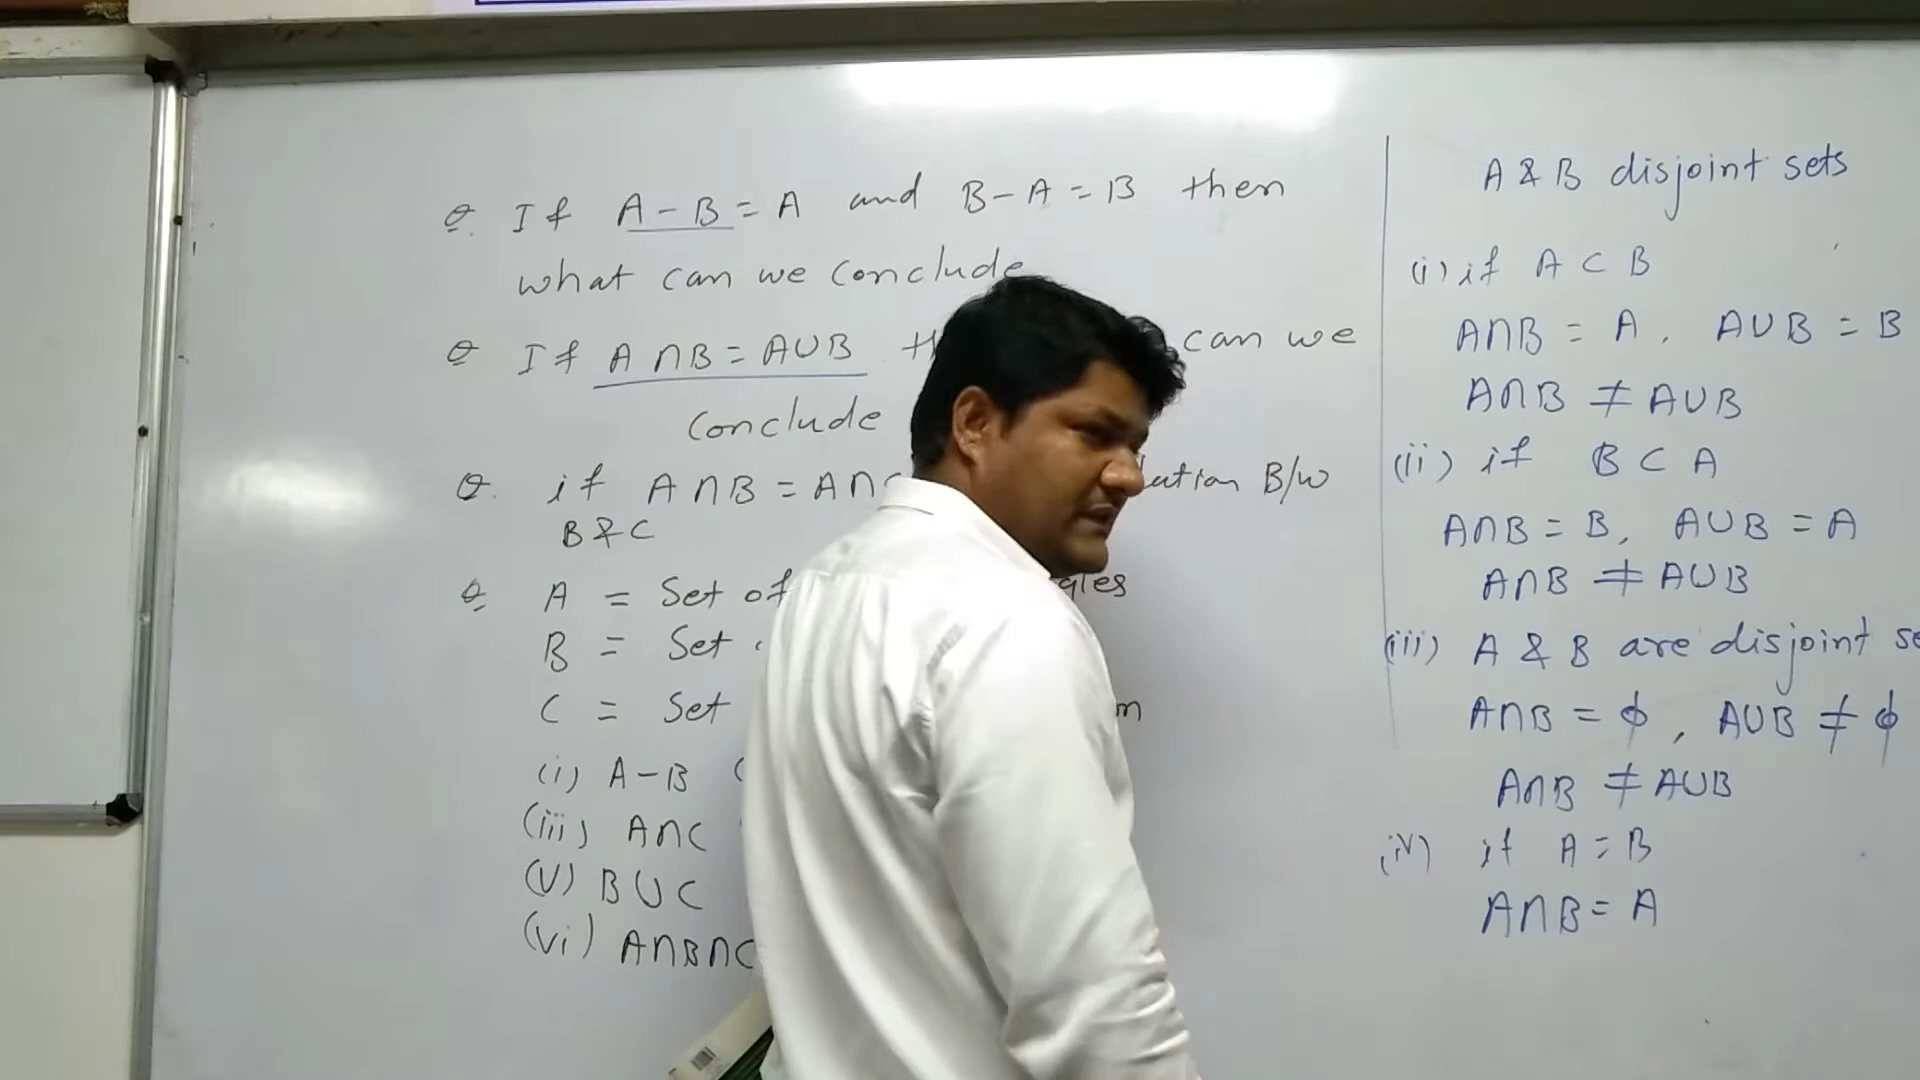 Q. If A - B = A and B - A = B then
what can we conclude
Q If A ∩ B = A ∪ B can we
conclude
Q. if A ∩ B = A ∩ B/w
B & C
Q A = Set of
B = Set
C = Set
(i) A - B
(iii) A ∩ C
(V) B ∪ C
(vi) A ∩ B ∩ C
A & B disjoint sets
(i) if A ⊂ B
A ∩ B = A, A ∪ B = B
A ∩ B ≠ A ∪ B
(ii) if B ⊂ A
A ∩ B = B, A ∪ B = A
A ∩ B ≠ A ∪ B
(iii) A & B are disjoint
A ∩ B = ϕ, A ∪ B ≠ ϕ
A ∩ B ≠ A ∪ B
(iv) if A = B
A ∩ B = A